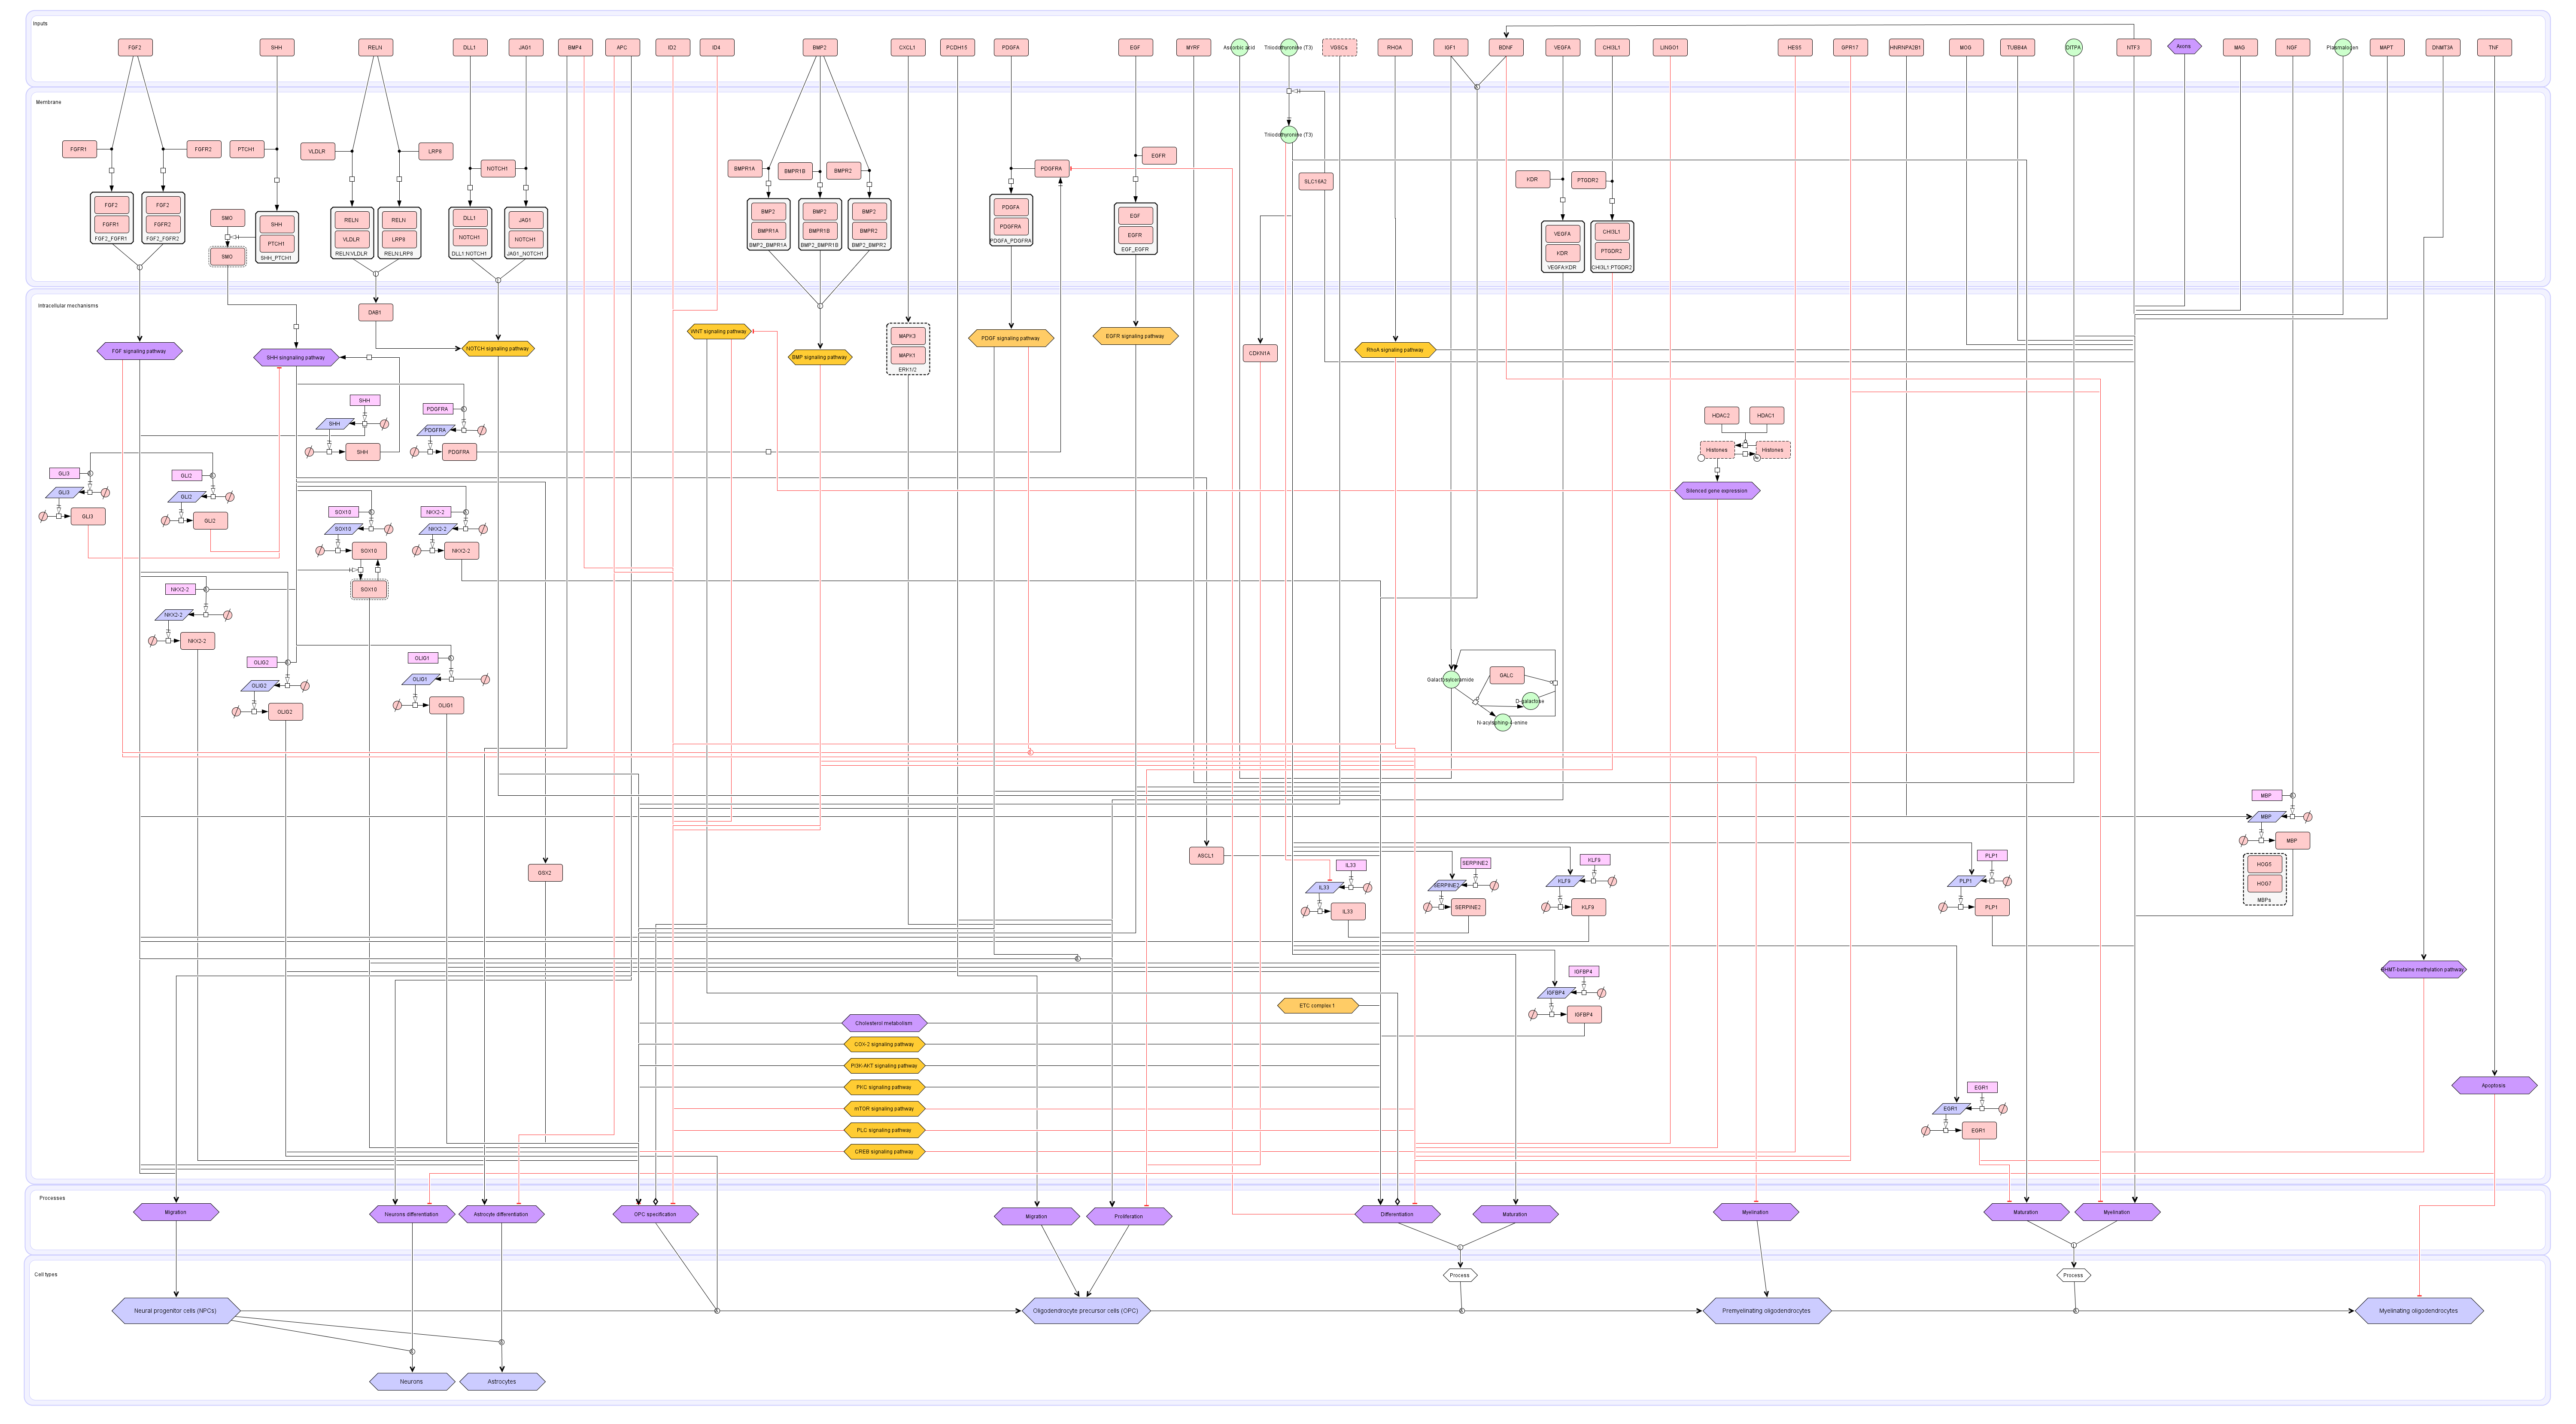 Inputs
FGF2
SHH
RELN
DLL1
JAG1
BMP4
APC
ID2
ID4
BMP2
CXCL1
PCDH15
PDGFA
EGF
MYRF
Ascorbic acid
Triiodothyronine (T3)
VGSCs
RHOA
IGF1
BDNF
VEGFA
CHI3L1
LINGO1
HES5
GPR17
HNRNPA2B1
MOG
TUBB4A
DITPA
NTF3
Axons
MAG
NGF
Plasmalogen
MAPT
DNMT3A
TNF
Membrane
Triiodothyronine (T3)
FGFR1
FGFR2
PTCH1
VLDLR
LRP8
NOTCH1
BMPR1A
BMPR1B
BMPR2
PDGFRA
EGFR
SLC16A2
KDR
PTGDR2
FGF2
FGFR1
FGF2_FGFR1
FGF2
FGFR2
FGF2_FGFR2
SMO
SMO
SHH
PTCH1
SHH_PTCH1
RELN
VLDLR
RELN:VLDLR
RELN
LRP8
RELN:LRP8
DLL1
NOTCH1
DLL1:NOTCH1
JAG1
NOTCH1
JAG1_NOTCH1
BMP2
BMPR1A
BMP2_BMPR1A
BMP2
BMPR1B
BMP2_BMPR1B
BMP2
BMPR2
BMP2_BMPR2
PDGFA
PDGFRA
PDGFA_PDGFRA
EGF
EGFR
EGF_EGFR
VEGFA
KDR
VEGFA:KDR
CHI3L1
PTGDR2
CHI3L1:PTGDR2
Intracellular mechanisms
DAB1
FGF signaling pathway
SHH singnaling pathway
NOTCH signaling pathway
WNT signaling pathway
BMP signaling pathway
MAPK3
MAPK1
ERK1/2
PDGF signaling pathway
EGFR signaling pathway
CDKN1A
RhoA signaling pathway
SHH
SHH
SHH
PDGFRA
PDGFRA
PDGFRA
HDAC2
HDAC1
Histones
Histones
Ac
Silenced gene expression
GLI3
GLI3
GLI3
GLI2
GLI2
GLI2
SOX10
SOX10
SOX10
SOX10
NKX2-2
NKX2-2
NKX2-2
NKX2-2
NKX2-2
NKX2-2
OLIG2
OLIG2
OLIG2
OLIG1
OLIG1
OLIG1
Galactosylceramide
GALC
D-galactose
N-acylsphing-4-enine
MBP
MBP
MBP
HOG5
HOG7
MBPs
GSX2
ASCL1
IL33
IL33
IL33
SERPINE2
SERPINE2
SERPINE2
KLF9
KLF9
KLF9
PLP1
PLP1
PLP1
IGFBP4
IGFBP4
IGFBP4
BHMT-betaine methylation pathway
ETC complex 1
Cholesterol metabolism
COX-2 signaling pathway
PI3K-AKT signaling pathway
PKC signaling pathway
mTOR signaling pathway
PLC signaling pathway
CREB signaling pathway
EGR1
EGR1
EGR1
Apoptosis
Processes
Migration
Neurons differentiation
Astrocyte differentiation
OPC specification
Migration
Proliferation
Differentiation
Maturation
Myelination
Maturation
Myelination
Cell types
Process
Process
Neural progenitor cells (NPCs)
Oligodendrocyte precursor cells (OPC)
Premyelinating oligodendrocytes
Myelinating oligodendrocytes
Neurons
Astrocytes